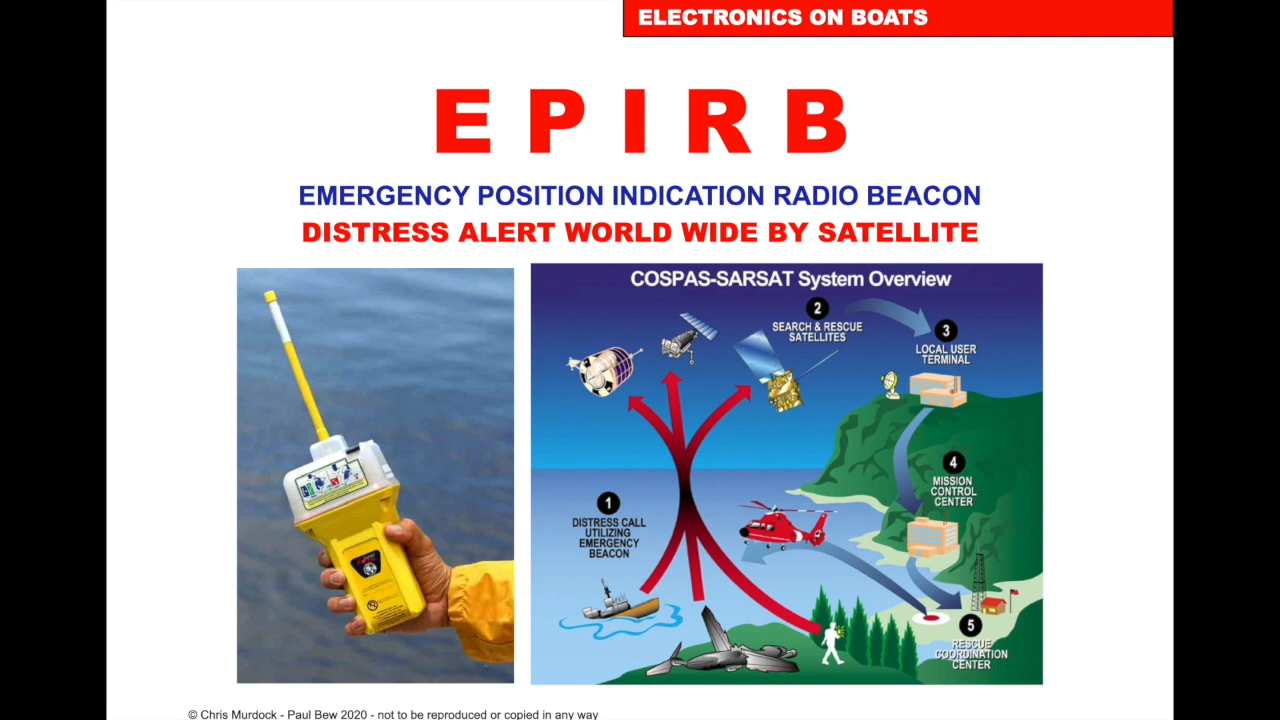 ELECTRONICS ON BOATS
E P I R B
EMERGENCY POSITION INDICATION RADIO BEACON
DISTRESS ALERT WORLD WIDE BY SATELLITE
COSPAS-SARSAT System Overview
2
SEARCH & RESCUE
SATELLITES
3
LOCAL USER
TERMINAL
4
MISSION
CONTROL
CENTER
1
DISTRESS CALL
UTILIZING
EMERGENCY
BEACON
5
RESCUE
COORDINATION
CENTER
© Chris Murdock - Paul Bew 2020 - not to be reproduced or copied in any way